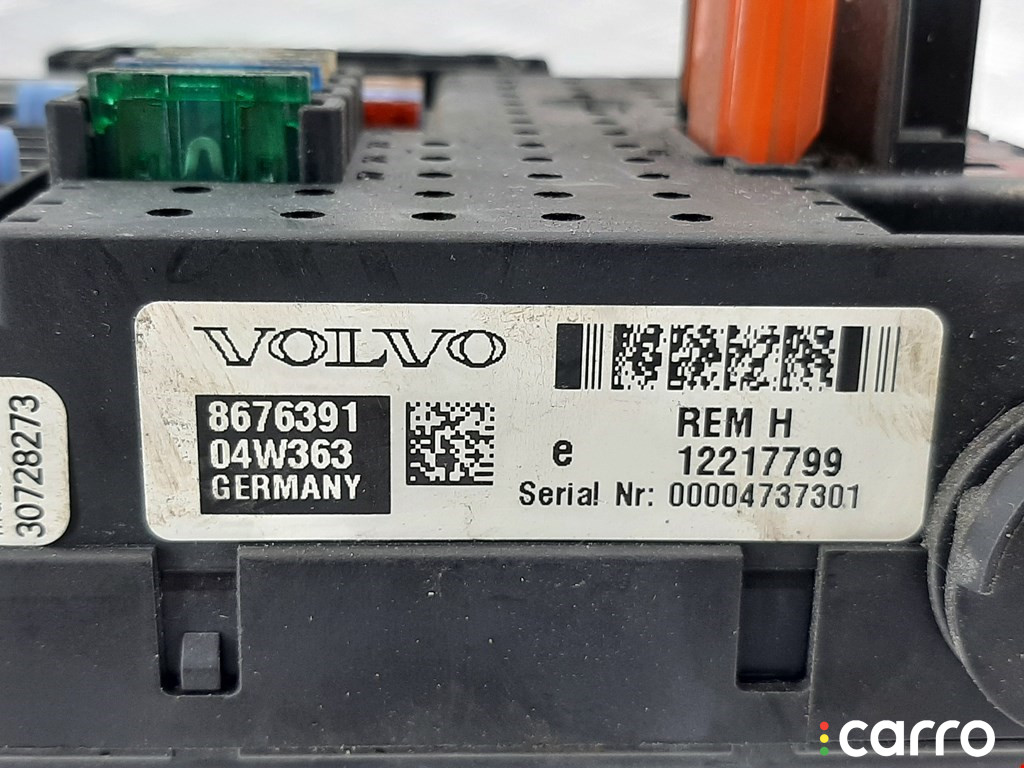 VOLVO
8676391
04W363
GERMANY
REM H
e
12217799
Serial Nr: 00004737301
30728273
carro